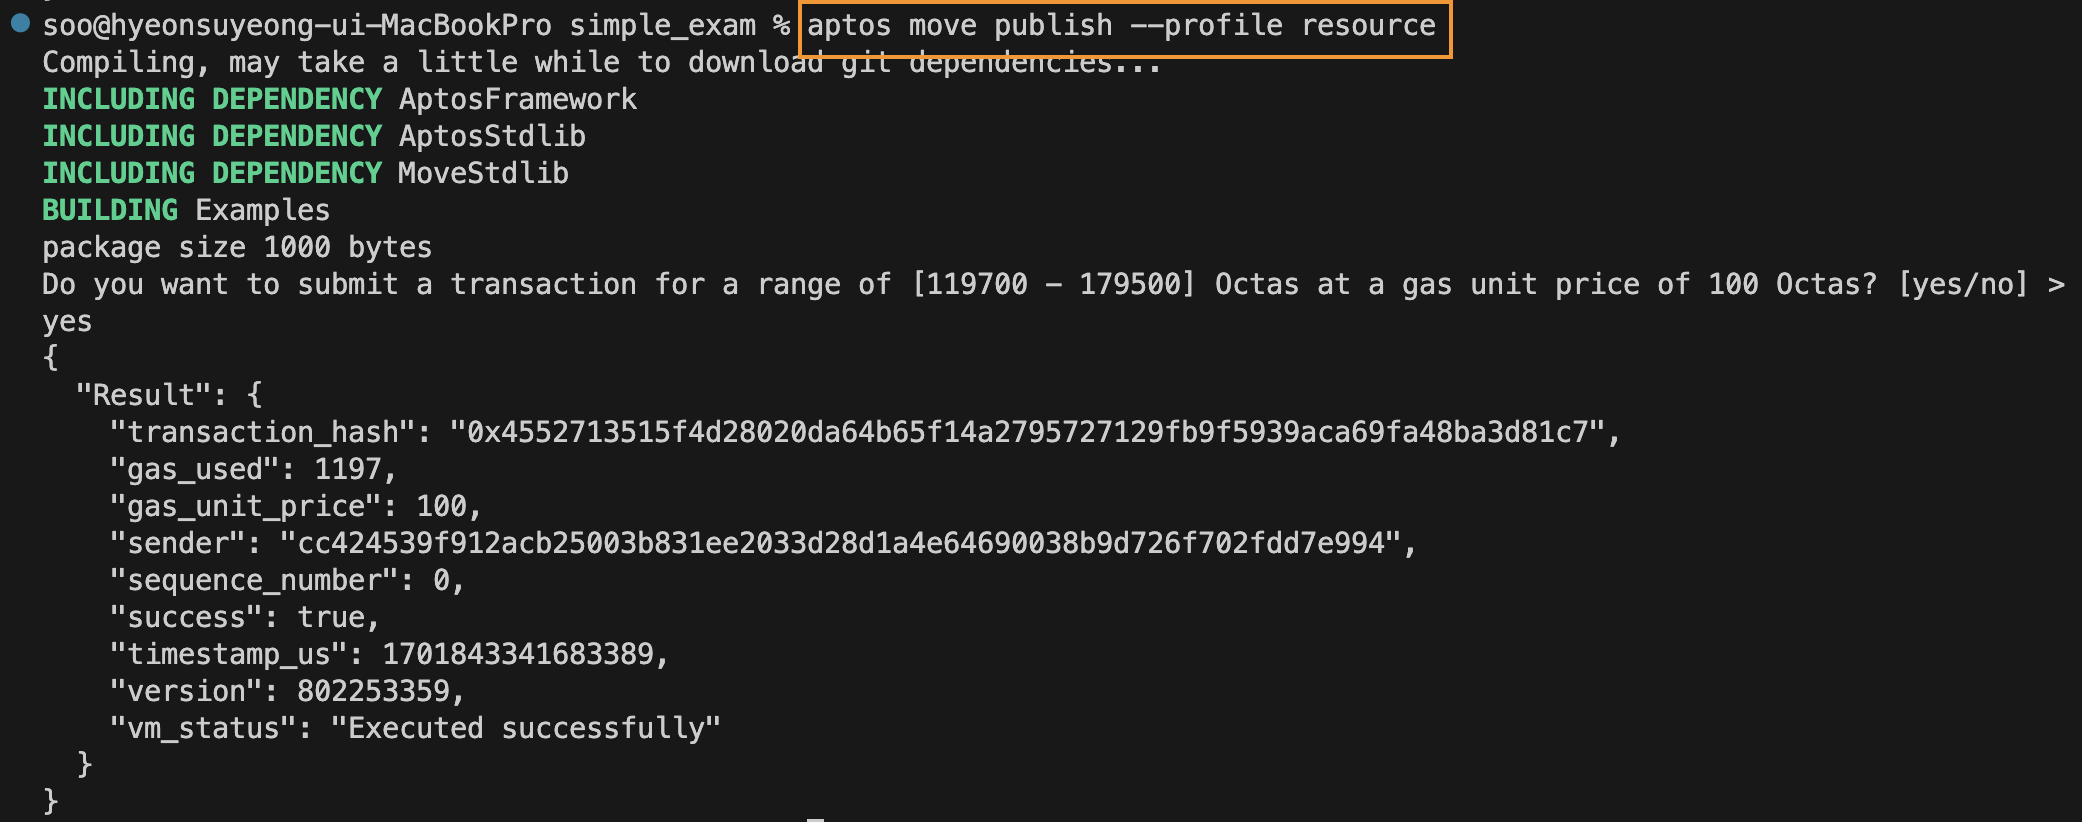 soo@hyeonsuyeong-ui-MacBookPro simple_exam % aptos move publish --profile resource
Compiling, may take a little while to download git dependencies...
INCLUDING DEPENDENCY AptosFramework
INCLUDING DEPENDENCY AptosStdlib
INCLUDING DEPENDENCY MoveStdlib
BUILDING Examples
package size 1000 bytes
Do you want to submit a transaction for a range of [119700 - 179500] Octas at a gas unit price of 100 Octas? [yes/no] >
yes
{
  "Result": {
    "transaction_hash": "0x4552713515f4d28020da64b65f14a2795727129fb9f5939aca69fa48ba3d81c7",
    "gas_used": 1197,
    "gas_unit_price": 100,
    "sender": "cc424539f912acb25003b831ee2033d28d1a4e64690038b9d726f702fdd7e994",
    "sequence_number": 0,
    "success": true,
    "timestamp_us": 1701843341683389,
    "version": 802253359,
    "vm_status": "Executed successfully"
  }
}